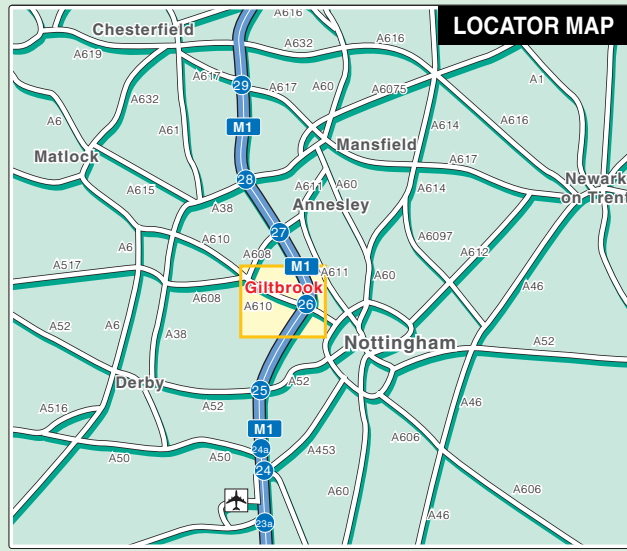 A616
LOCATOR MAP
Chesterfield
A632
A616
A619
A617
29
A617
A60
A6075
A1
A632
A6
A61
M1
A614
A616
Mansfield
Matlock
A617
28
A615
A611
A60
A614
Newark
on Trent
A38
Annesley
A610
27
A6097
A6
A608
A612
A517
M1
A611
A60
Giltbrook
A46
A608
A610
26
A52
A6
A38
Nottingham
A52
Derby
A52
25
A52
A516
A46
M1
A606
24a
A453
A50
A50
24
A60
A606
23a
A46